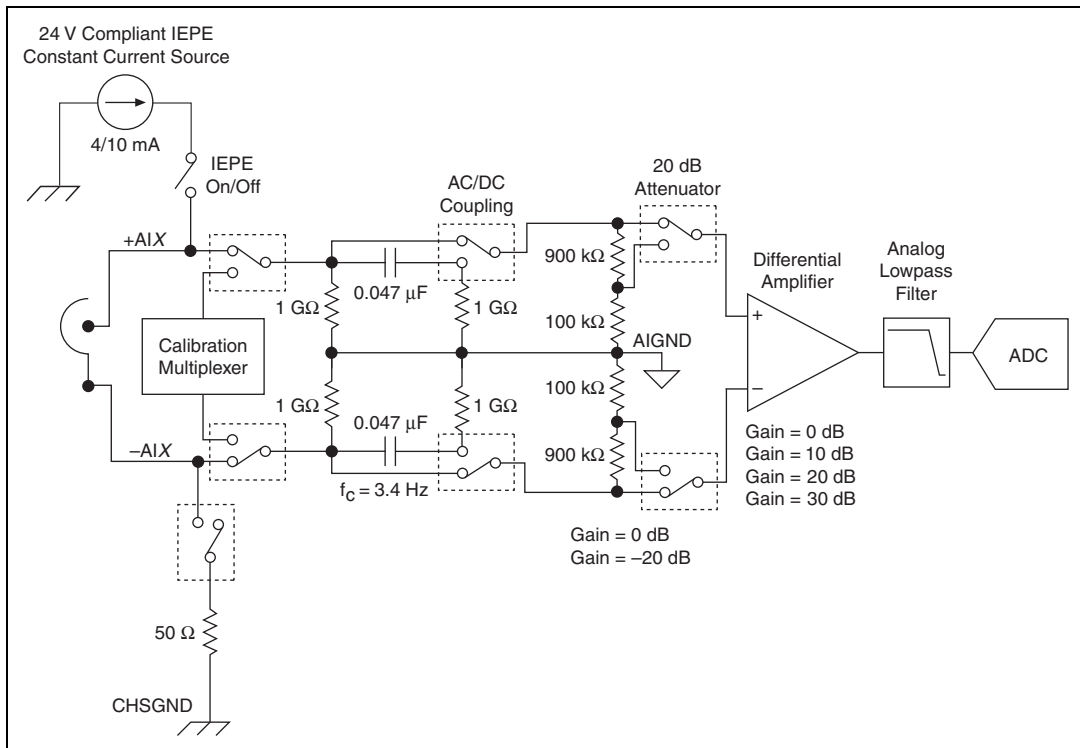 24 V Compliant IEPE
Constant Current Source
4/10 mA
IEPE
On/Off
+AIX
AC/DC
Coupling
20 dB
Attenuator
900 kΩ
Differential
Amplifier
Analog
Lowpass
Filter
1 GΩ
0.047 µF
1 GΩ
100 kΩ
+
Calibration
Multiplexer
AIGND
ADC
1 GΩ
0.047 µF
1 GΩ
100 kΩ
–
–AIX
900 kΩ
fC = 3.4 Hz
Gain = 0 dB
Gain = 10 dB
Gain = 20 dB
Gain = 30 dB
Gain = 0 dB
Gain = –20 dB
50 Ω
CHSGND